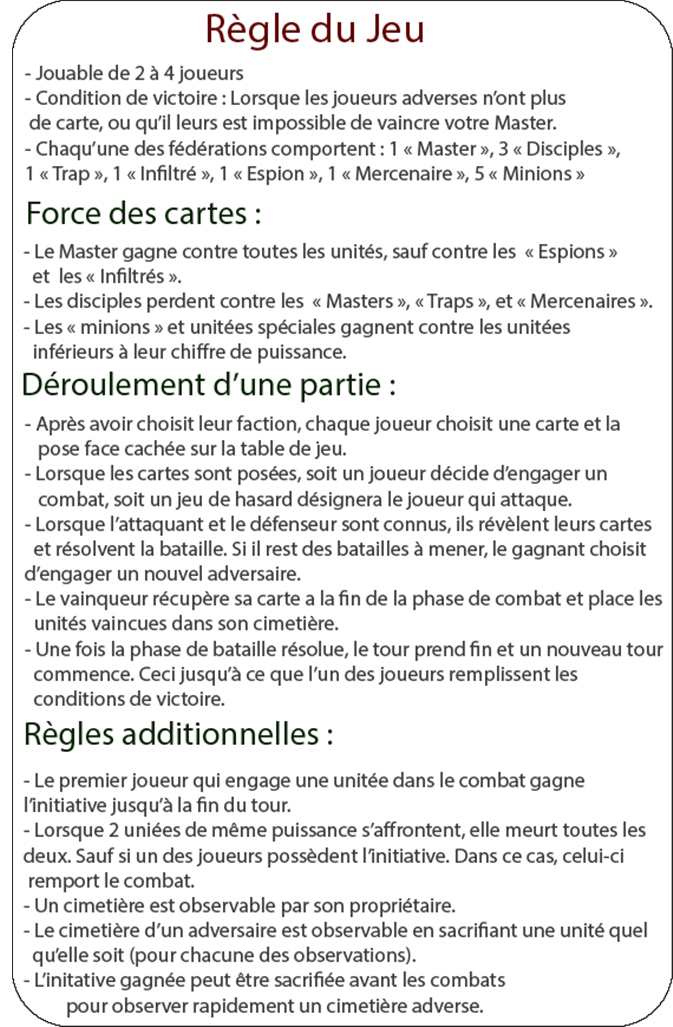 Règle du Jeu
- Jouable de 2 à 4 joueurs
- Condition de victoire : Lorsque les joueurs adverses n'ont plus
de carte, ou qu'il leurs est impossible de vaincre votre Master.
- Chaqu'une des fédérations comportent : 1 « Master », 3 « Disciples »,
1 « Trap », 1 « Infiltré », 1 « Espion », 1 « Mercenaire », 5 « Minions »
Force des cartes :
- Le Master gagne contre toutes les unités, sauf contre les « Espions »
et les « Infiltrés ».
- Les disciples perdent contre les « Masters », « Traps », et « Mercenaires ».
- Les « minions » et unitées spéciales gagnent contre les unitées
inférieurs à leur chiffre de puissance.
Déroulement d'une partie :
- Après avoir choisit leur faction, chaque joueur choisit une carte et la
pose face cachée sur la table de jeu.
- Lorsque les cartes sont posées, soit un joueur décide d'engager un
combat, soit un jeu de hasard désignera le joueur qui attaque.
- Lorsque l'attaquant et le défenseur sont connus, ils révèlent leurs cartes
et résolvent la bataille. Si il rest des batailles à mener, le gagnant choisit
d'engager un nouvel adversaire.
- Le vainqueur récupère sa carte a la fin de la phase de combat et place les
unités vaincues dans son cimetière.
- Une fois la phase de bataille résolue, le tour prend fin et un nouveau tour
commence. Ceci jusqu'à ce que l'un des joueurs remplissent les
conditions de victoire.
Règles additionnelles :
- Le premier joueur qui engage une unitée dans le combat gagne
l'initiative jusqu'à la fin du tour.
- Lorsque 2 uniées de même puissance s'affrontent, elle meurt toutes les
deux. Sauf si un des joueurs possèdent l'initiative. Dans ce cas, celui-ci
remport le combat.
- Un cimetière est observable par son propriétaire.
- Le cimetière d'un adversaire est observable en sacrifiant une unité quel
qu'elle soit (pour chacune des observations).
- L'initative gagnée peut être sacrifiée avant les combats
pour observer rapidement un cimetière adverse.